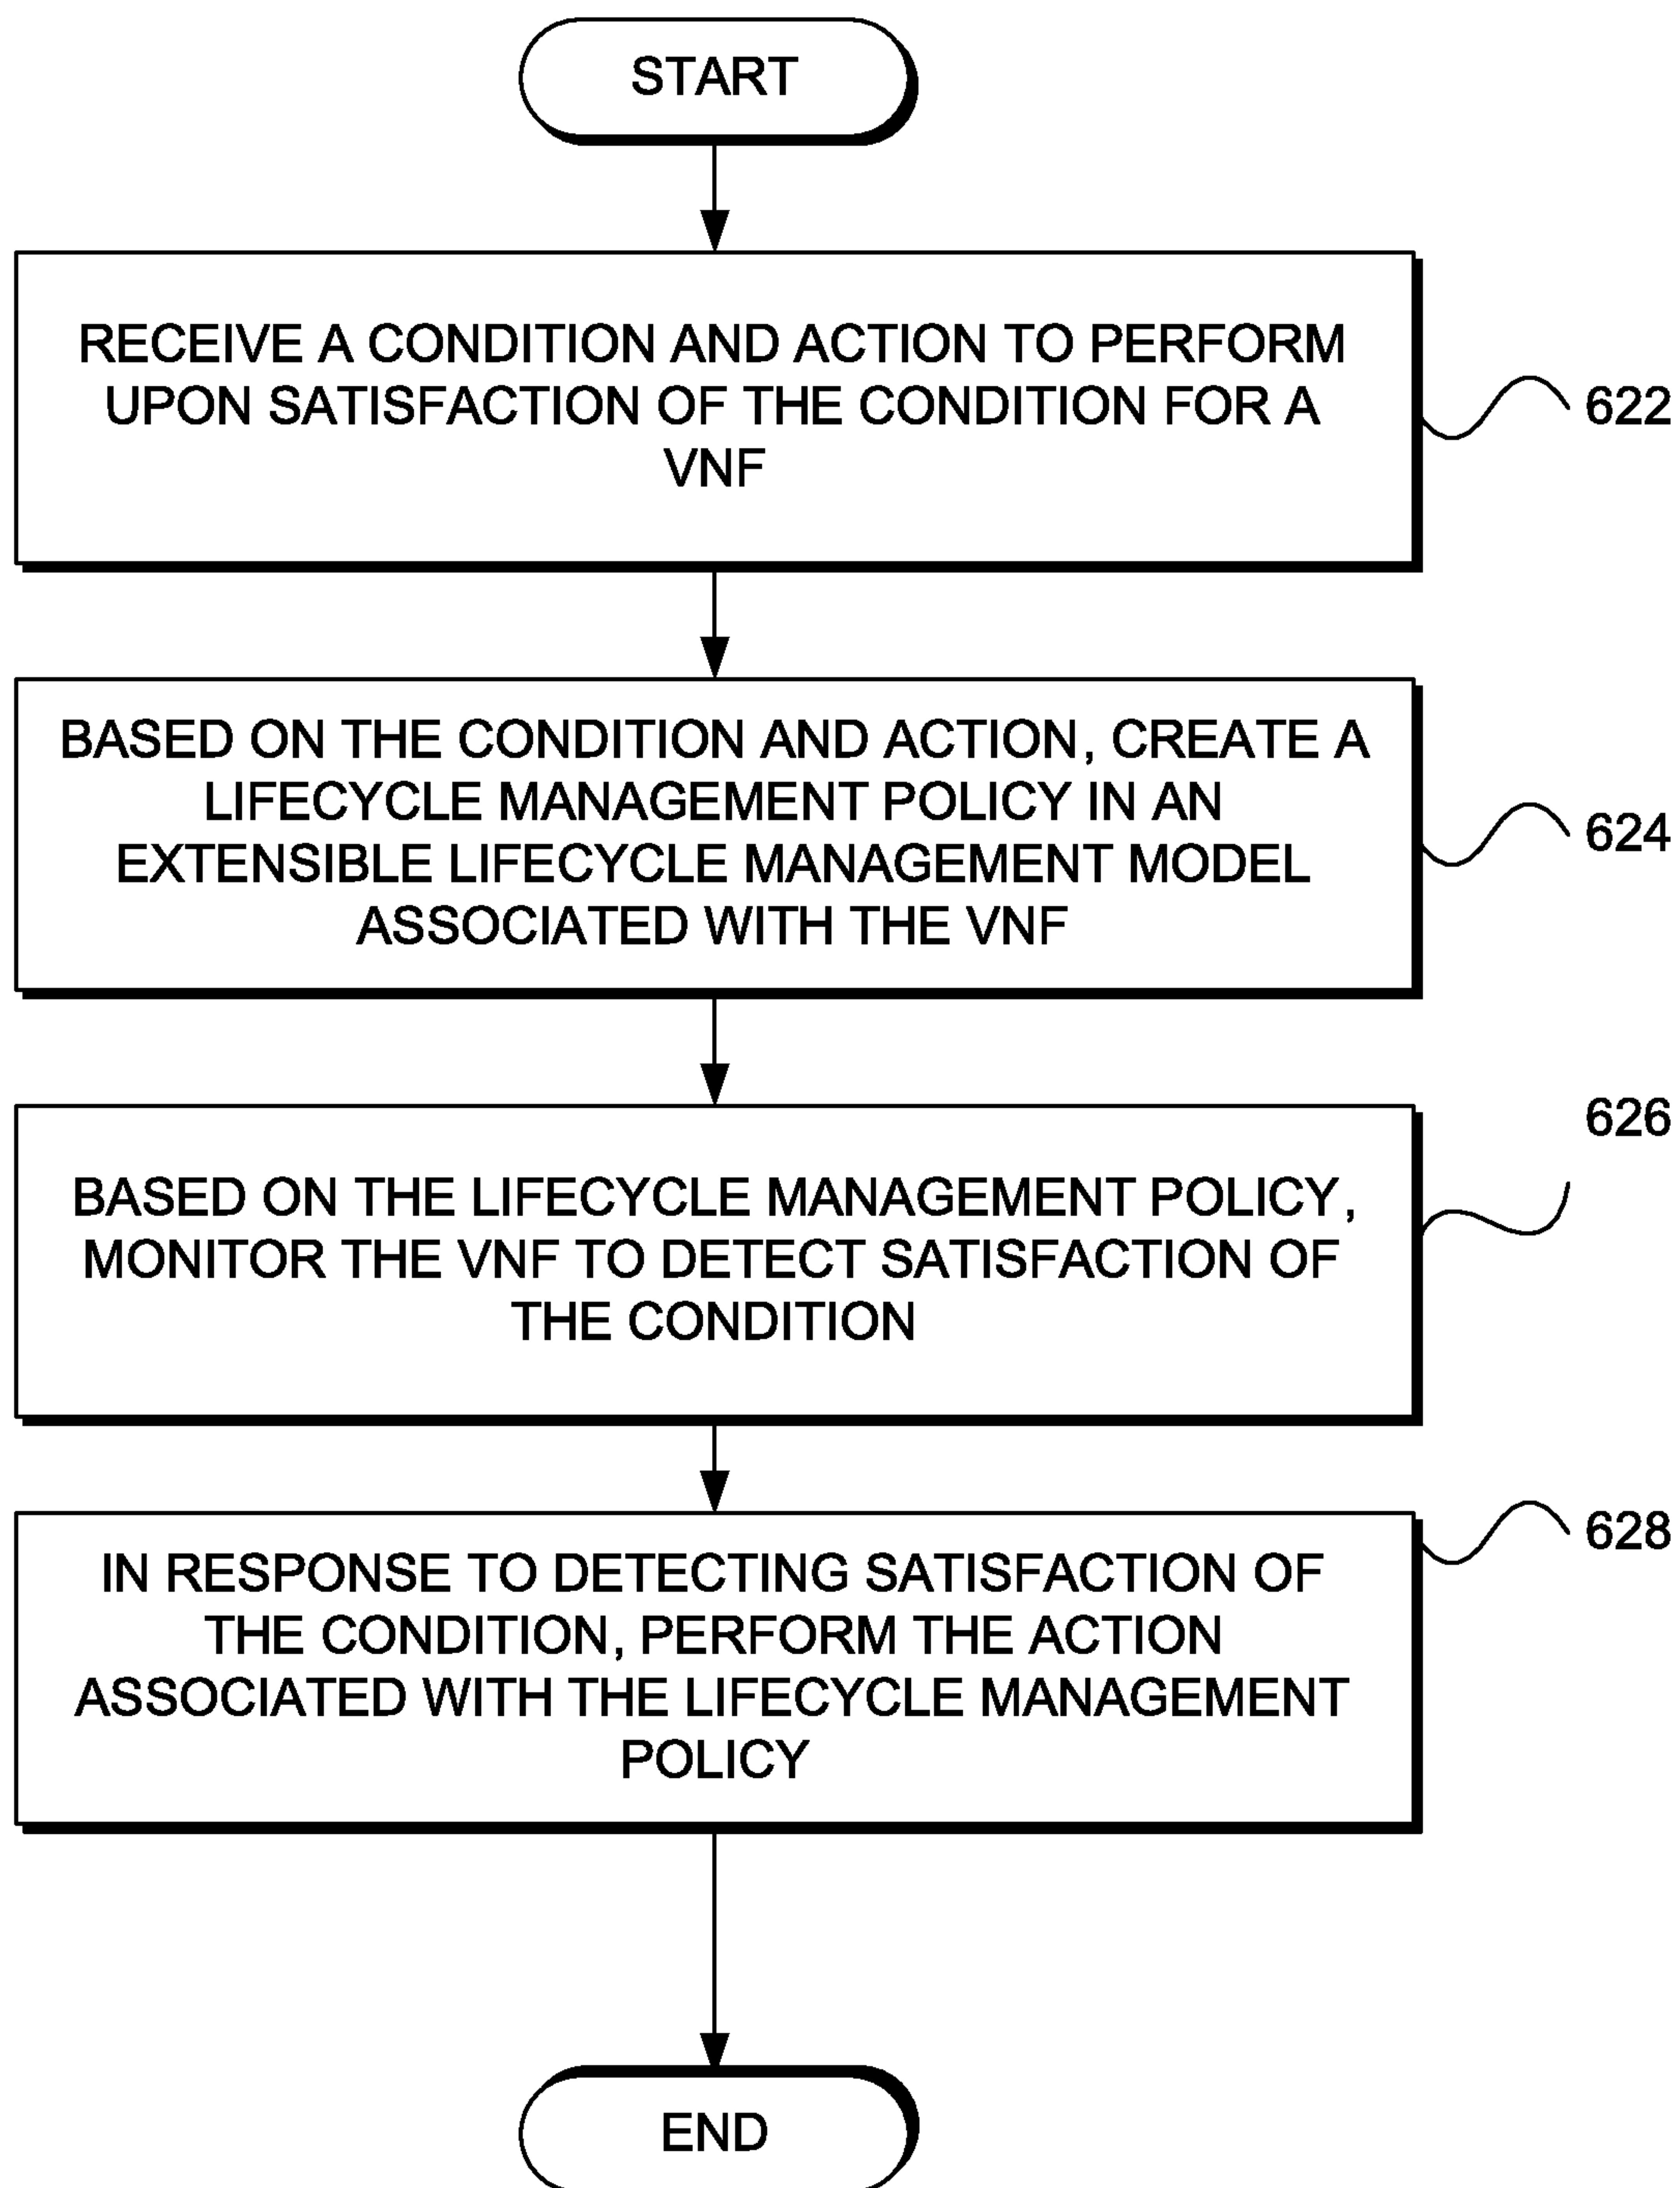 START
RECEIVE A CONDITION AND ACTION TO PERFORM
UPON SATISFACTION OF THE CONDITION FOR A
VNF
622
BASED ON THE CONDITION AND ACTION, CREATE A
LIFECYCLE MANAGEMENT POLICY IN AN
EXTENSIBLE LIFECYCLE MANAGEMENT MODEL
ASSOCIATED WITH THE VNF
624
BASED ON THE LIFECYCLE MANAGEMENT POLICY,
MONITOR THE VNF TO DETECT SATISFACTION OF
THE CONDITION
626
IN RESPONSE TO DETECTING SATISFACTION OF
THE CONDITION, PERFORM THE ACTION
ASSOCIATED WITH THE LIFECYCLE MANAGEMENT
POLICY
628
END